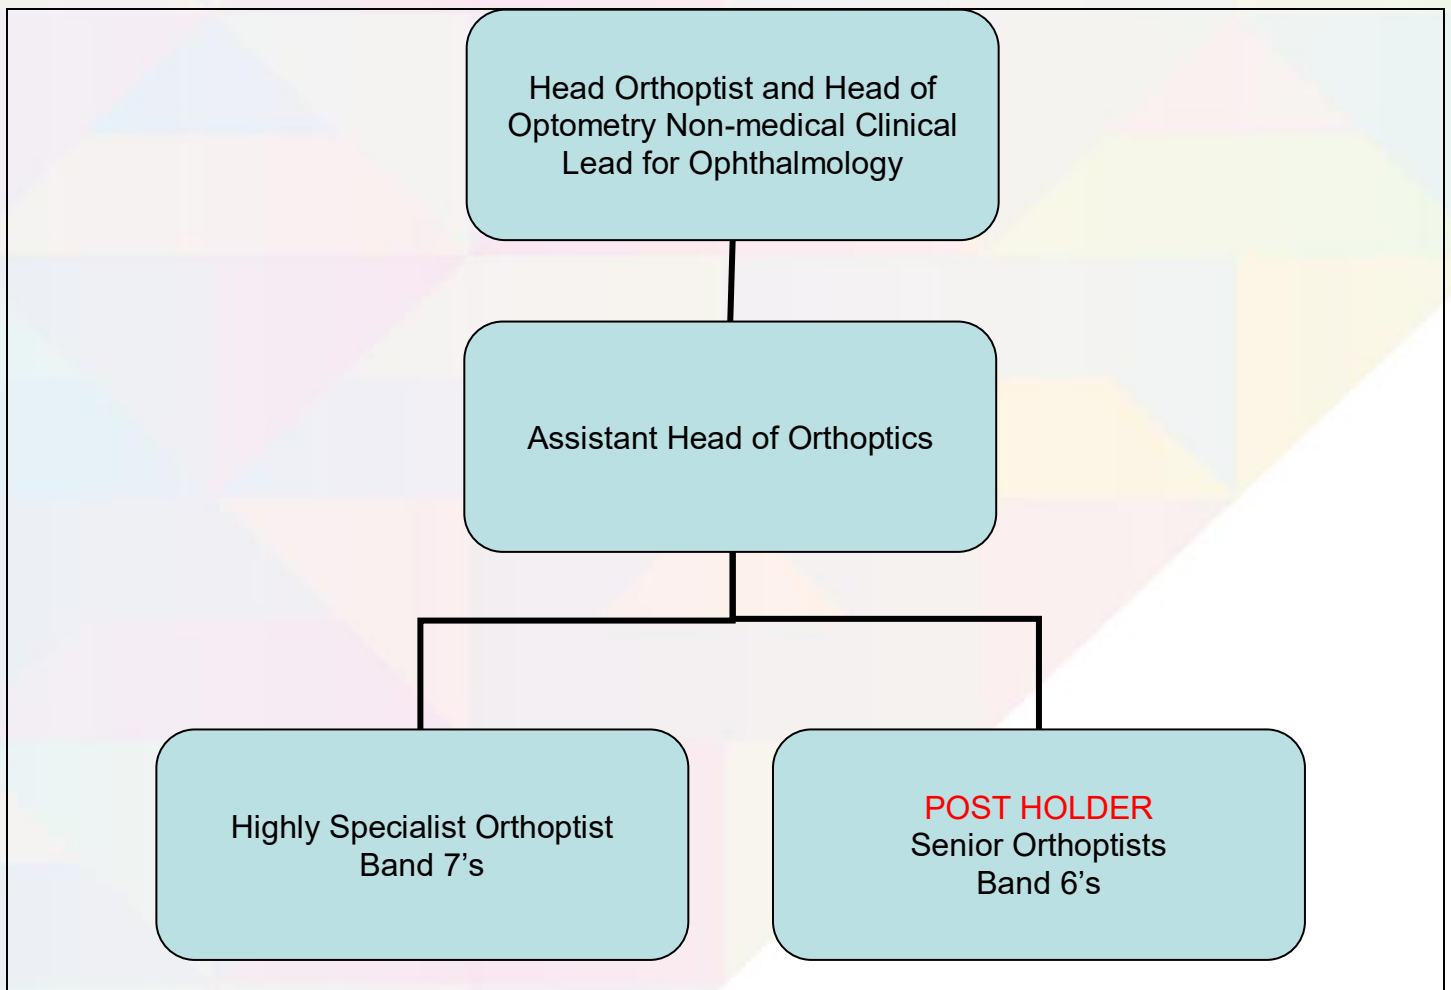 Head Orthoptist and Head of
Optometry Non-medical Clinical
Lead for Ophthalmology
Assistant Head of Orthoptics
Highly Specialist Orthoptist
Band 7’s
POST HOLDER
Senior Orthoptists
Band 6’s